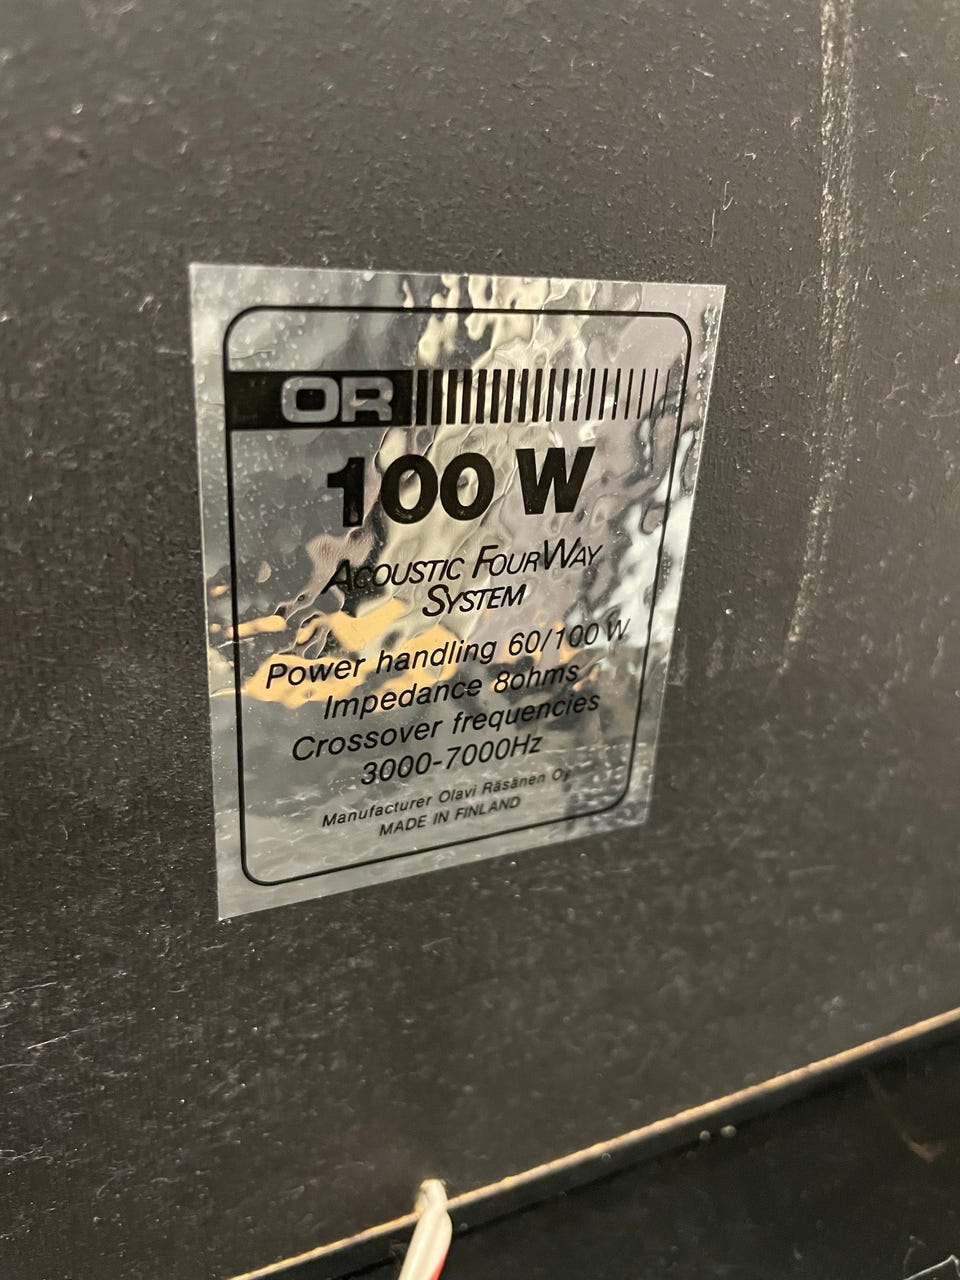 OR
100 W
ACOUSTIC FOURWAY
SYSTEM
Power handling 60/100 W
Impedance 8ohms
Crossover frequencies
3000-7000Hz
Manufacturer Olavi Räsänen Oy
MADE IN FINLAND